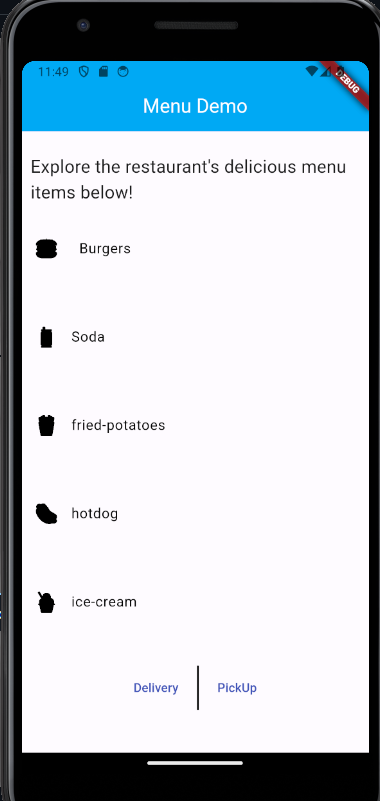 11:49
DEBUG
Menu Demo
Explore the restaurant's delicious menu
items below!
Burgers
Soda
fried-potatoes
hotdog
ice-cream
Delivery
PickUp